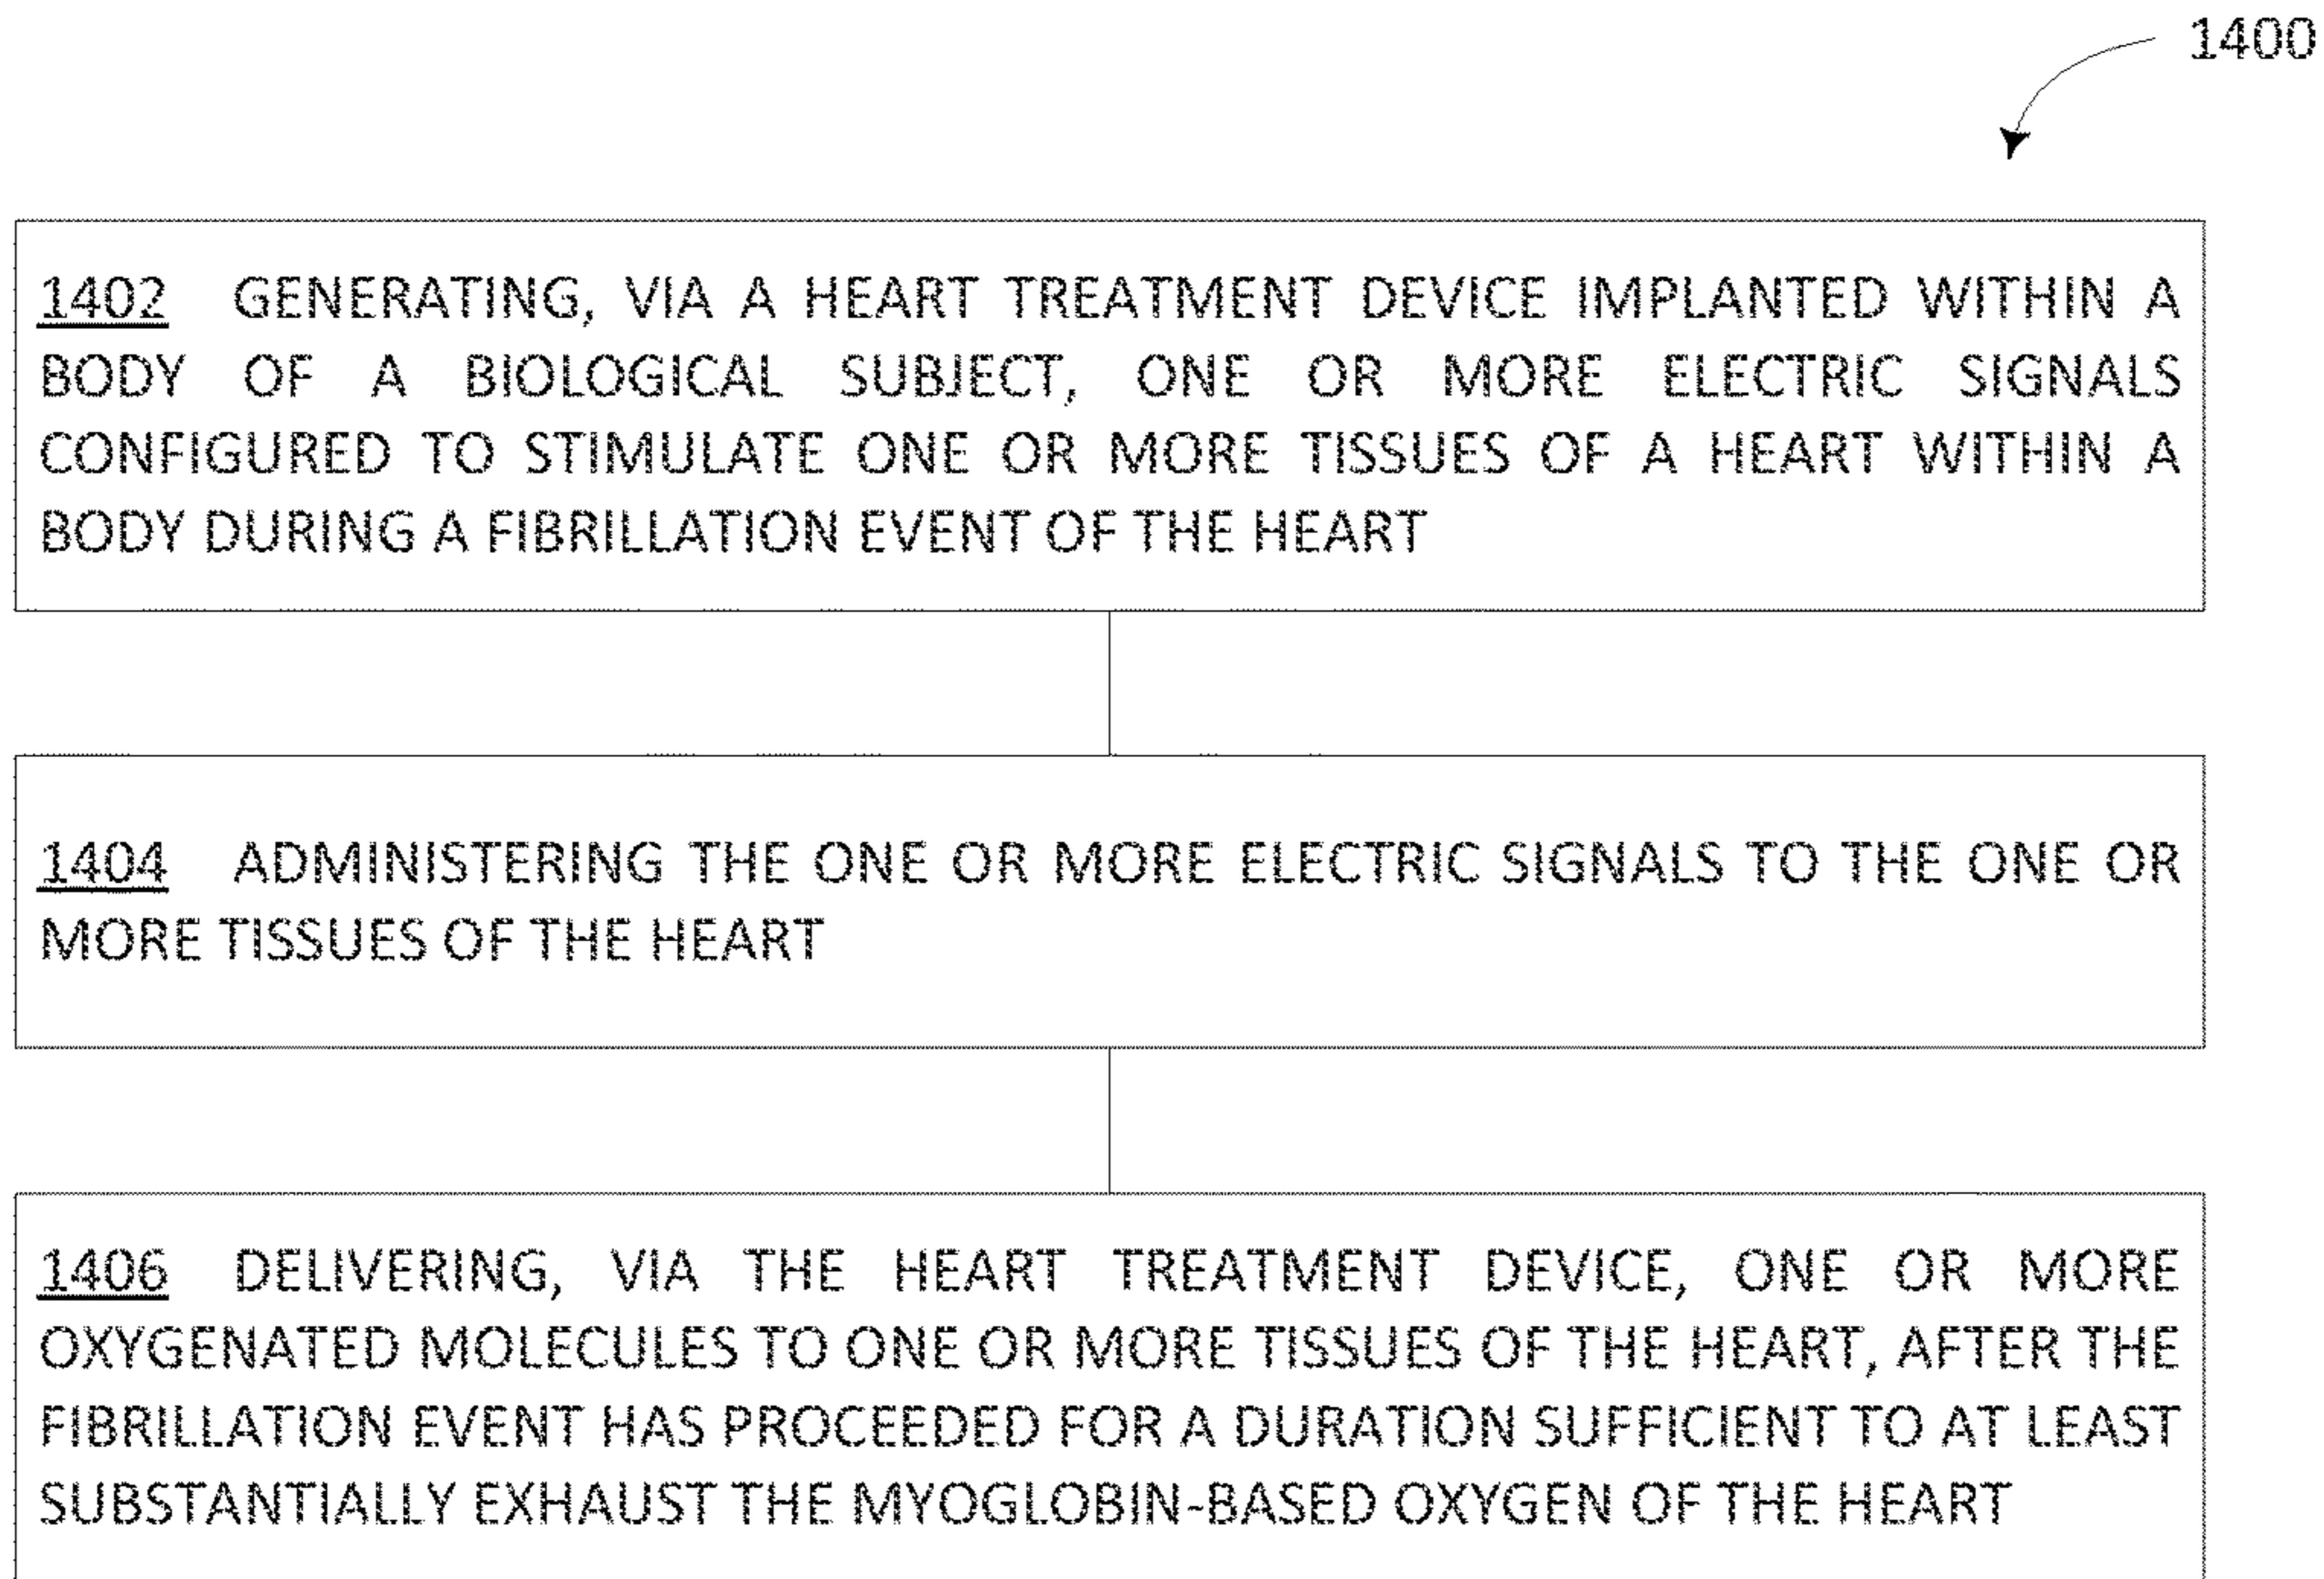 1400
1402 GENERATING, VIA A HEART TREATMENT DEVICE IMPLANTED WITHIN A
BODY OF A BIOLOGICAL SUBJECT, ONE OR MORE ELECTRIC SIGNALS
CONFIGURED TO STIMULATE ONE OR MORE TISSUES OF A HEART WITHIN A
BODY DURING A FIBRILLATION EVENT OF THE HEART
1404 ADMINISTERING THE ONE OR MORE ELECTRIC SIGNALS TO THE ONE OR
MORE TISSUES OF THE HEART
1406 DELIVERING, VIA THE HEART TREATMENT DEVICE, ONE OR MORE
OXYGENATED MOLECULES TO ONE OR MORE TISSUES OF THE HEART, AFTER THE
FIBRILLATION EVENT HAS PROCEEDED FOR A DURATION SUFFICIENT TO AT LEAST
SUBSTANTIALLY EXHAUST THE MYOGLOBIN-BASED OXYGEN OF THE HEART